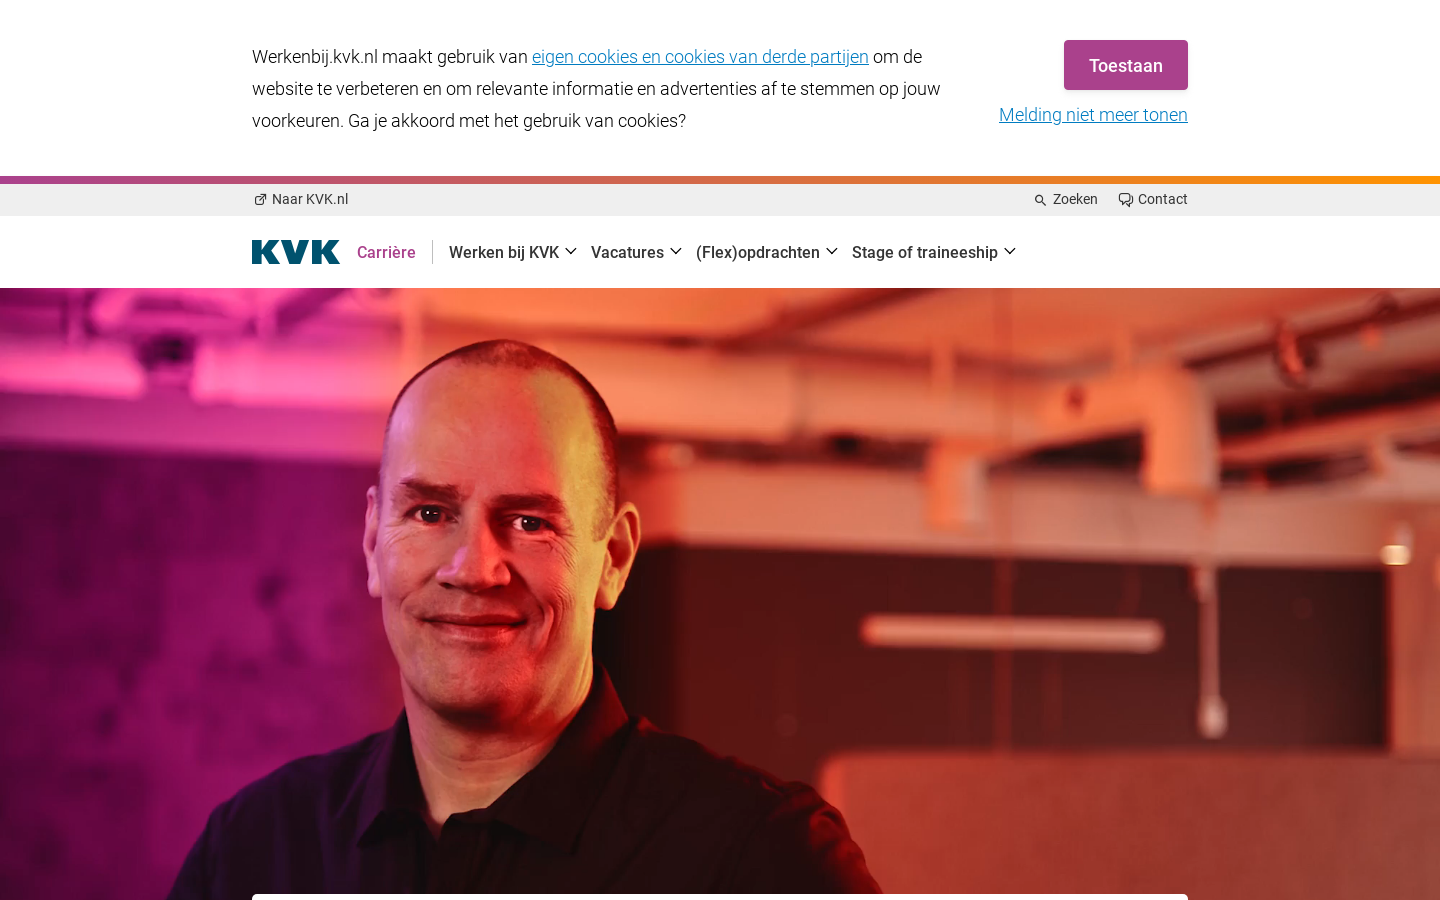 Werkenbij.kvk.nl maakt gebruik van eigen cookies en cookies van derde partijen om de
website te verbeteren en om relevante informatie en advertenties af te stemmen op jouw
voorkeuren. Ga je akkoord met het gebruik van cookies?
Toestaan
Melding niet meer tonen
Naar KVK.nl
Zoeken
Contact
KVK Carrière
Werken bij KVK
Vacatures
(Flex)opdrachten
Stage of traineeship